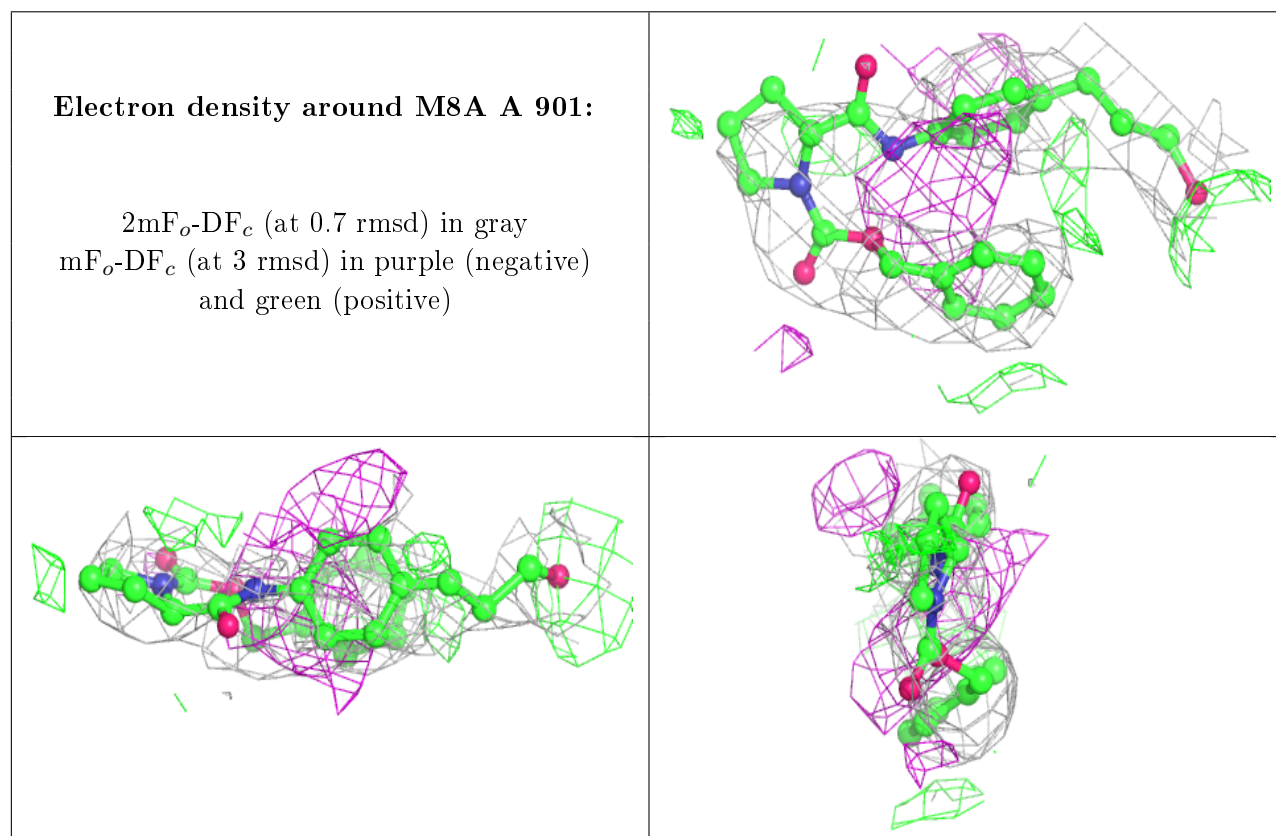 Electron density around M8A A 901:
2mFo-DFc (at 0.7 rmsd) in gray
mFo-DFc (at 3 rmsd) in purple (negative)
and green (positive)